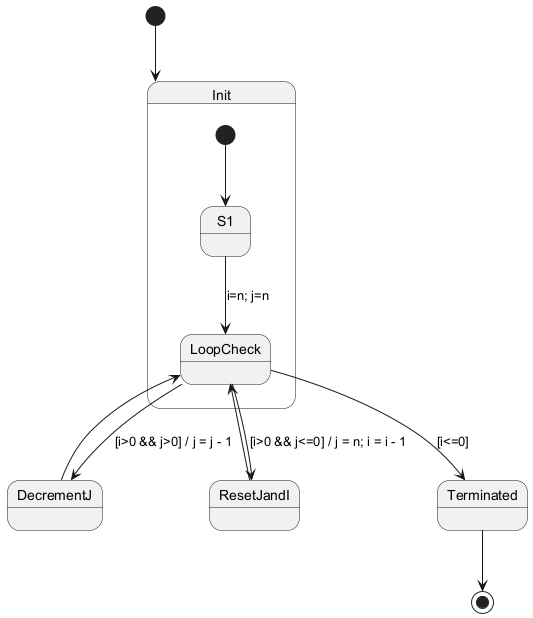 Init
S1
i=n; j=n
LoopCheck
[i>0 && j>0] / j = j - 1
[i>0 && j<=0] / j = n; i = i - 1
[i<=0]
DecrementJ
ResetJandI
Terminated